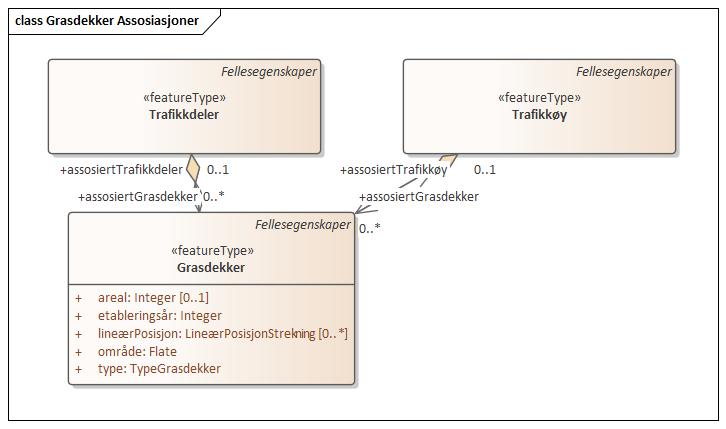 class Grasdekker Assosiasjoner
Fellesegenskaper
«featureType»
Trafikkdeler
Fellesegenskaper
«featureType»
Trafikkøy
+assosiertTrafikkdeler 0..1
+assosiertTrafikkøy 0..1
+assosiertGrasdekker 0..*
+assosiertGrasdekker
0..*
Fellesegenskaper
«featureType»
Grasdekker
+ areal: Integer [0..1]
+ etableringsår: Integer
+ lineærPosisjon: LineærPosisjonStrekning [0..*]
+ område: Flate
+ type: TypeGrasdekker